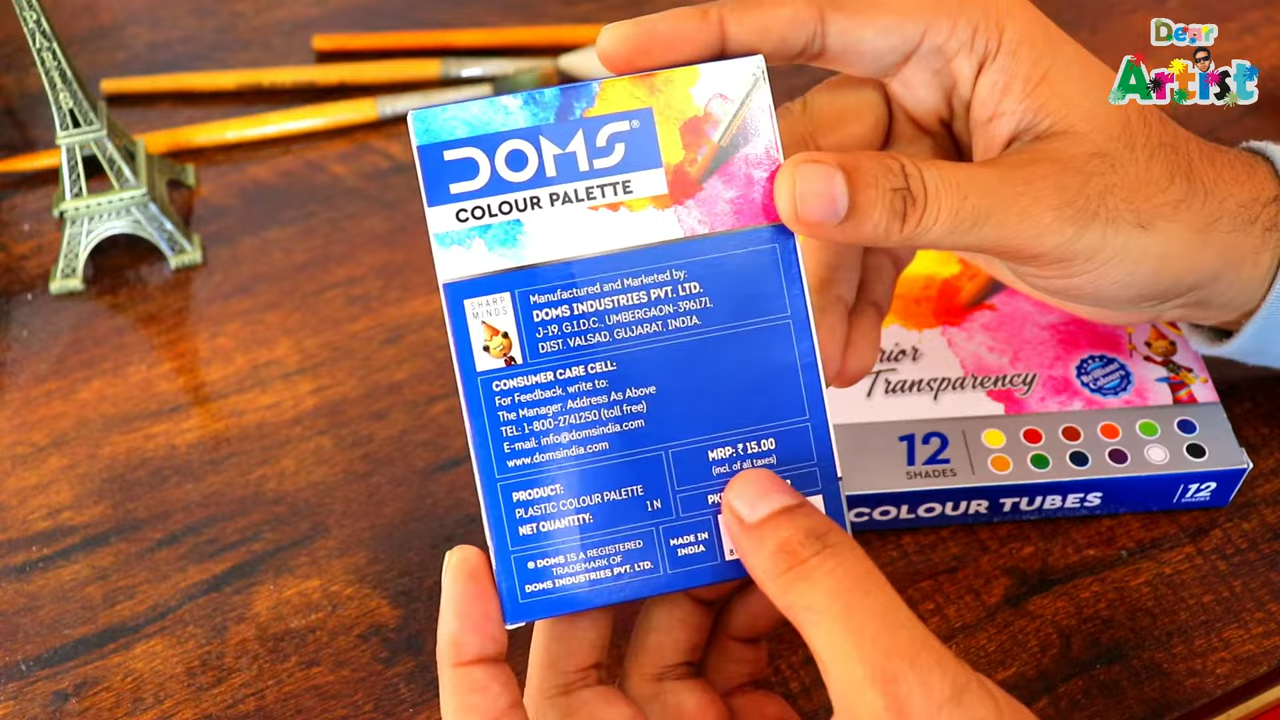 Dear
Artist
DOMS®
COLOUR PALETTE
SHARP
MINDS
Manufactured and Marketed by:
DOMS INDUSTRIES PVT. LTD.
J-19, G.I.D.C., UMBERGAON-396171,
DIST. VALSAD, GUJARAT, INDIA.
CONSUMER CARE CELL:
For Feedback, write to:
The Manager, Address As Above
TEL: 1-800-2741250 (toll free)
E-mail: info@domsindia.com
www.domsindia.com
MRP: ₹ 15.00
(incl. of all taxes)
PRODUCT:
PLASTIC COLOUR PALETTE
NET QUANTITY: 1 N
® DOMS IS A REGISTERED
TRADEMARK OF
DOMS INDUSTRIES PVT. LTD.
MADE IN
INDIA
8
Transparency
Brilliant
Colours
12
SHADES
COLOUR TUBES
12
SHADES